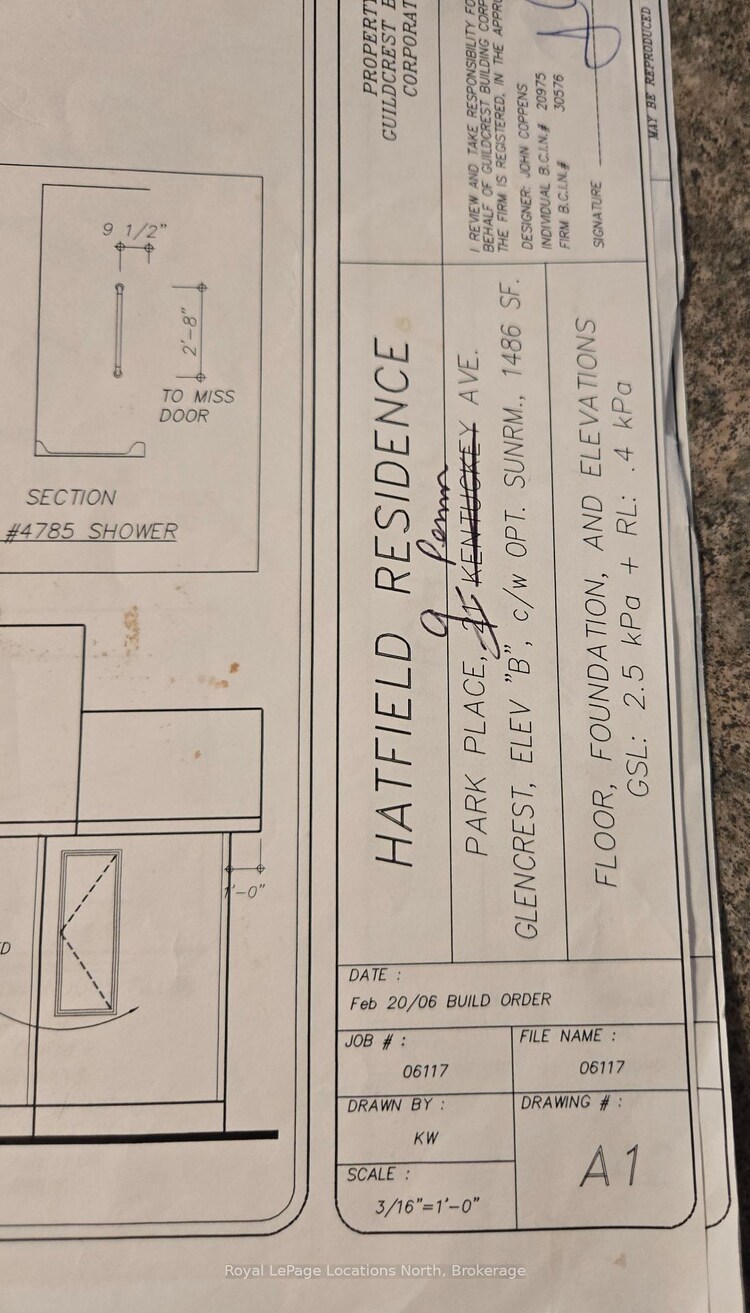 9 1/2"
2'-8"
TO MISS
DOOR
SECTION
#4785 SHOWER
1'-0"
PROPERTY
GUILDCREST B
CORPORAT
I REVIEW AND TAKE RESPONSIBILITY FO
BEHALF OF GUILDCREST BUILDING CORP
THE FIRM IS REGISTERED, IN THE APPR
DESIGNER: JOHN COPPENS
INDIVIDUAL B.C.I.N.# 20975
FIRM B.C.I.N.# 30576
SIGNATURE
MAY BE REPRODUCED
HATFIELD RESIDENCE
9 Penn
PARK PLACE, KENTUCKEY AVE.
GLENCREST, ELEV "B", c/w OPT. SUNRM., 1486 SF.
FLOOR, FOUNDATION, AND ELEVATIONS
GSL: 2.5 kPa + RL: .4 kPa
DATE :
Feb 20/06 BUILD ORDER
JOB # :
06117
FILE NAME :
06117
DRAWN BY :
KW
DRAWING # :
A1
SCALE :
3/16"=1'-0"
Royal LePage Locations North, Brokerage